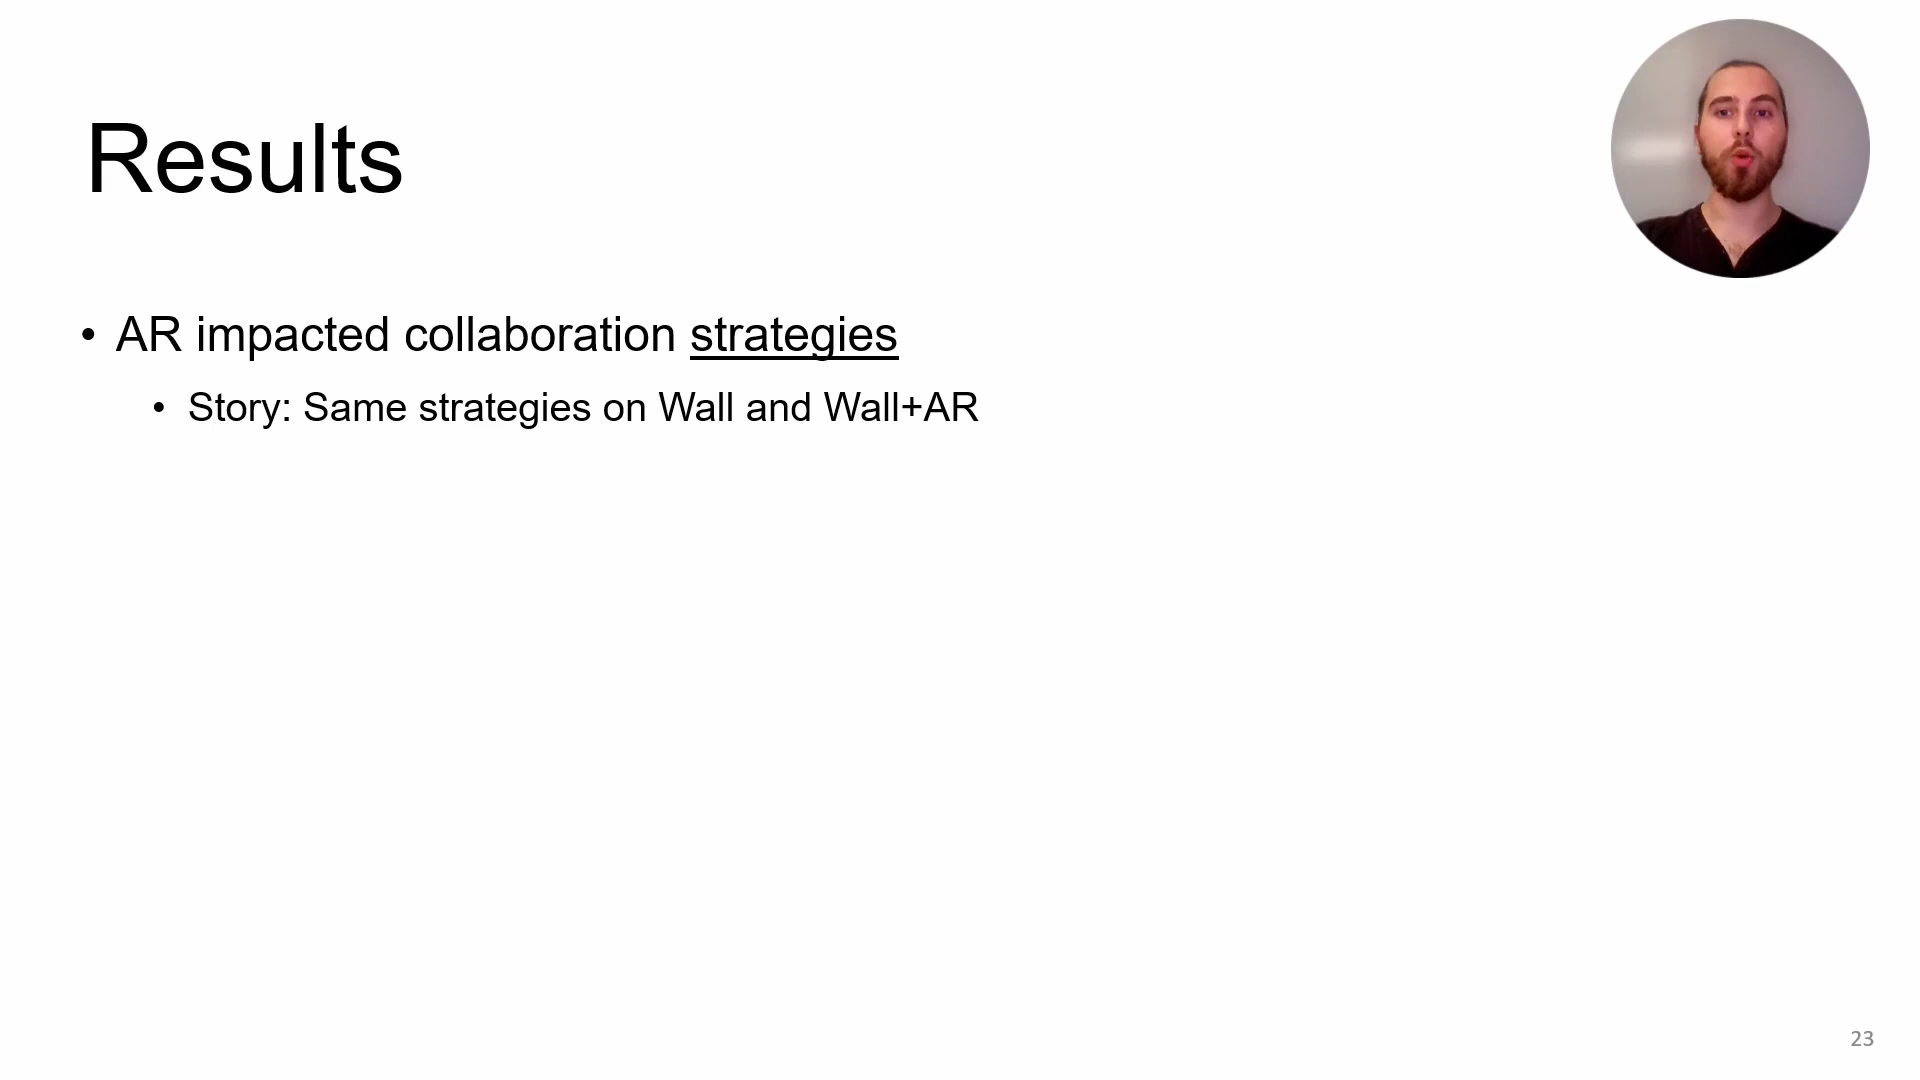 Results
• AR impacted collaboration strategies
• Story: Same strategies on Wall and Wall+AR
23